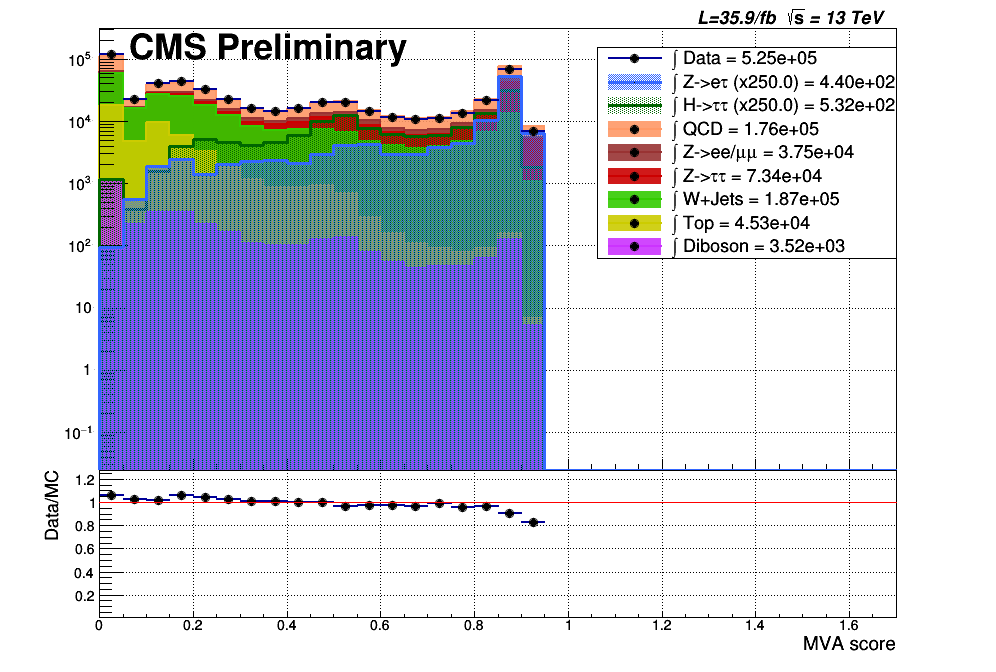 L=35.9/fb √s = 13 TeV
CMS Preliminary
∫ Data = 5.25e+05
∫ Z->eτ (x250.0) = 4.40e+02
∫ H->ττ (x250.0) = 5.32e+02
∫ QCD = 1.76e+05
∫ Z->ee/μμ = 3.75e+04
∫ Z->ττ = 7.34e+04
∫ W+Jets = 1.87e+05
∫ Top = 4.53e+04
∫ Diboson = 3.52e+03
10⁵
10⁴
10³
10²
10
1
10⁻¹
Data/MC
1.2
1
0.8
0.6
0.4
0.2
0 0.2 0.4 0.6 0.8 1 1.2 1.4 1.6
MVA score